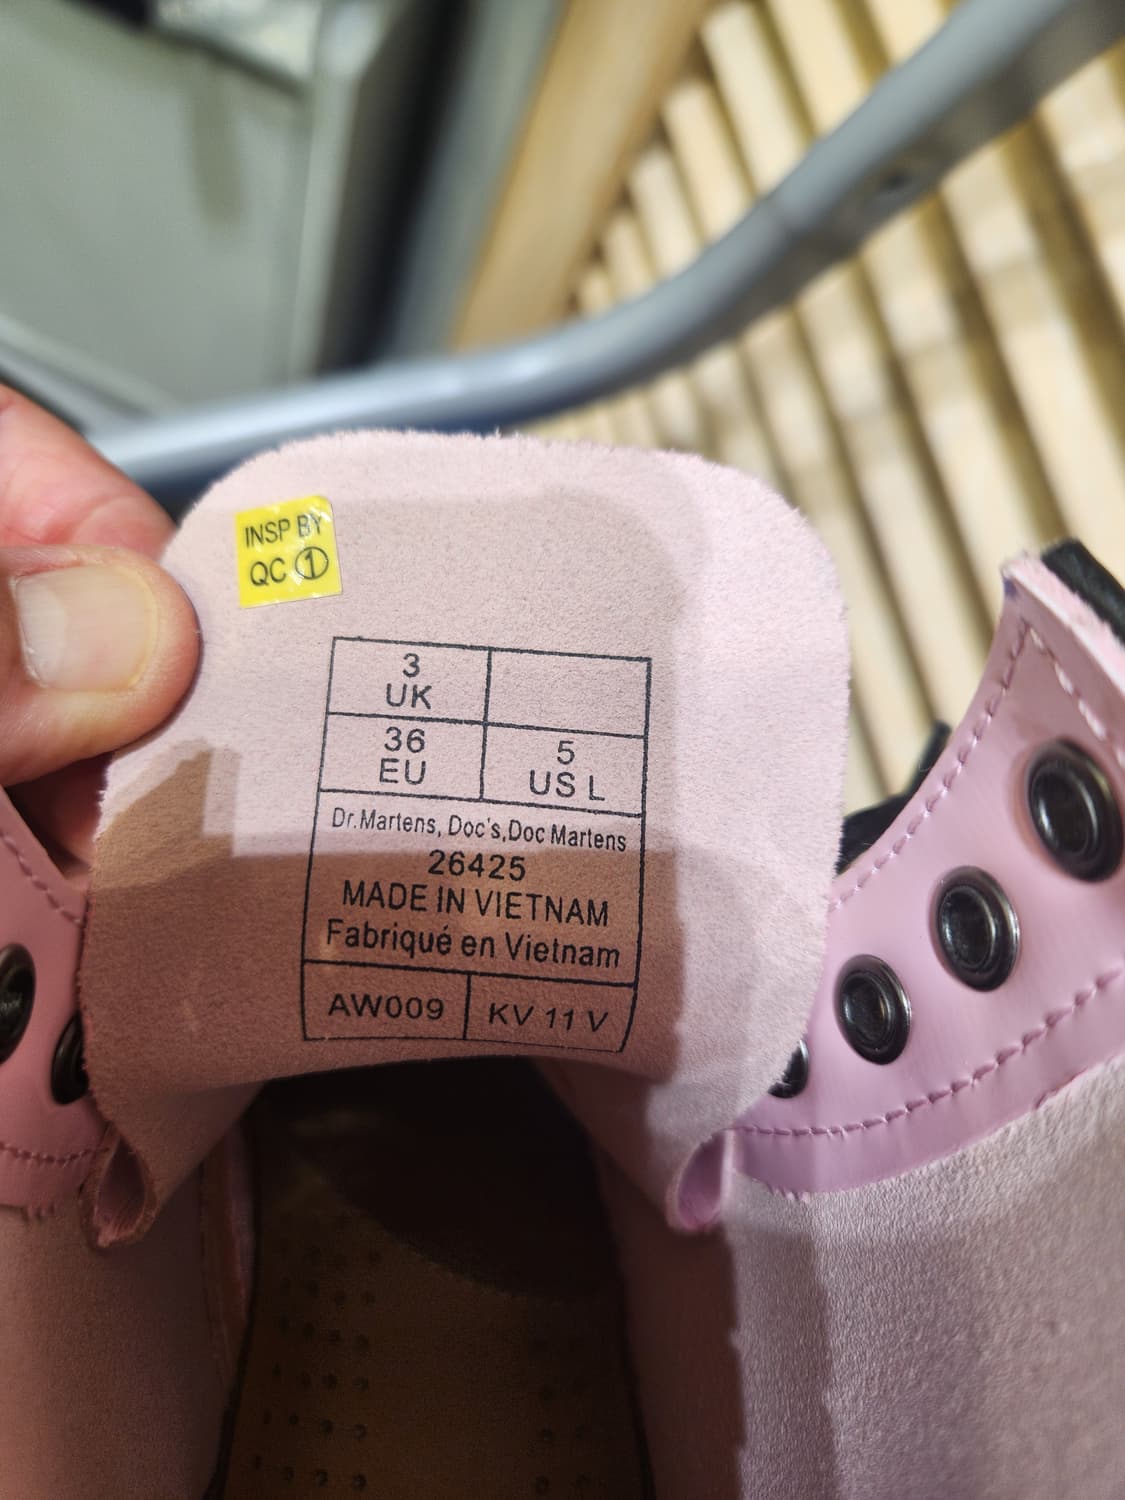 INSP BY
QC ①
3
UK
36
EU
5
US L
Dr.Martens, Doc's,Doc Martens
26425
MADE IN VIETNAM
Fabriqué en Vietnam
AW009
KV 11 V